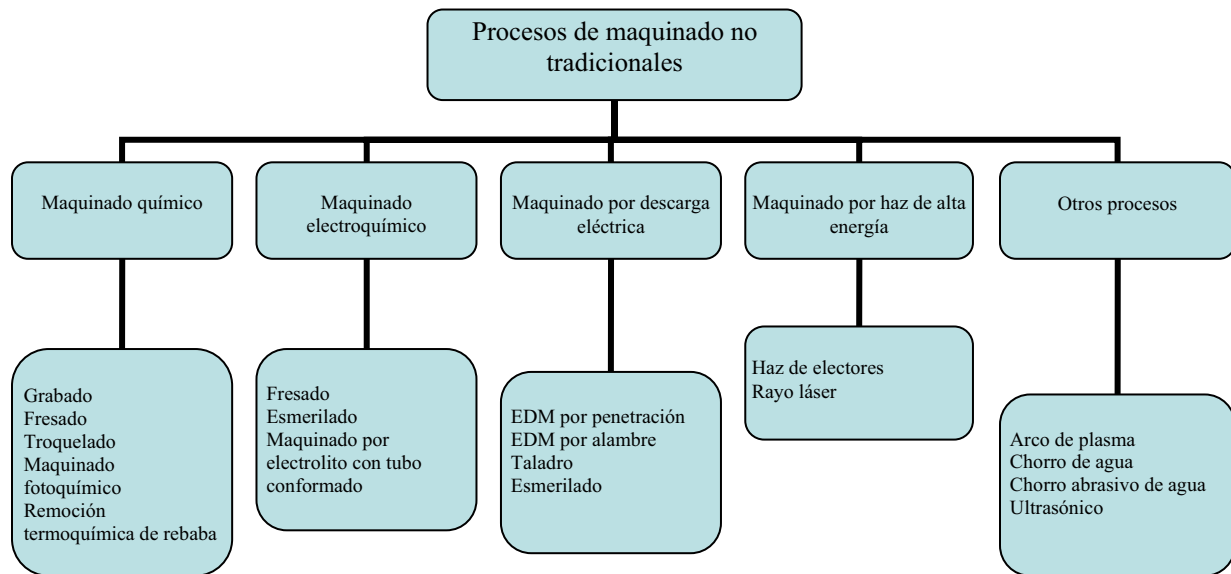 Procesos de maquinado no
tradicionales
Maquinado químico
Maquinado
electroquímico
Maquinado por descarga
eléctrica
Maquinado por haz de alta
energía
Otros procesos
Grabado
Fresado
Troquelado
Maquinado
fotoquímico
Remoción
termoquímica de rebaba
Fresado
Esmerilado
Maquinado por
electrolito con tubo
conformado
EDM por penetración
EDM por alambre
Taladro
Esmerilado
Haz de electores
Rayo láser
Arco de plasma
Chorro de agua
Chorro abrasivo de agua
Ultrasónico